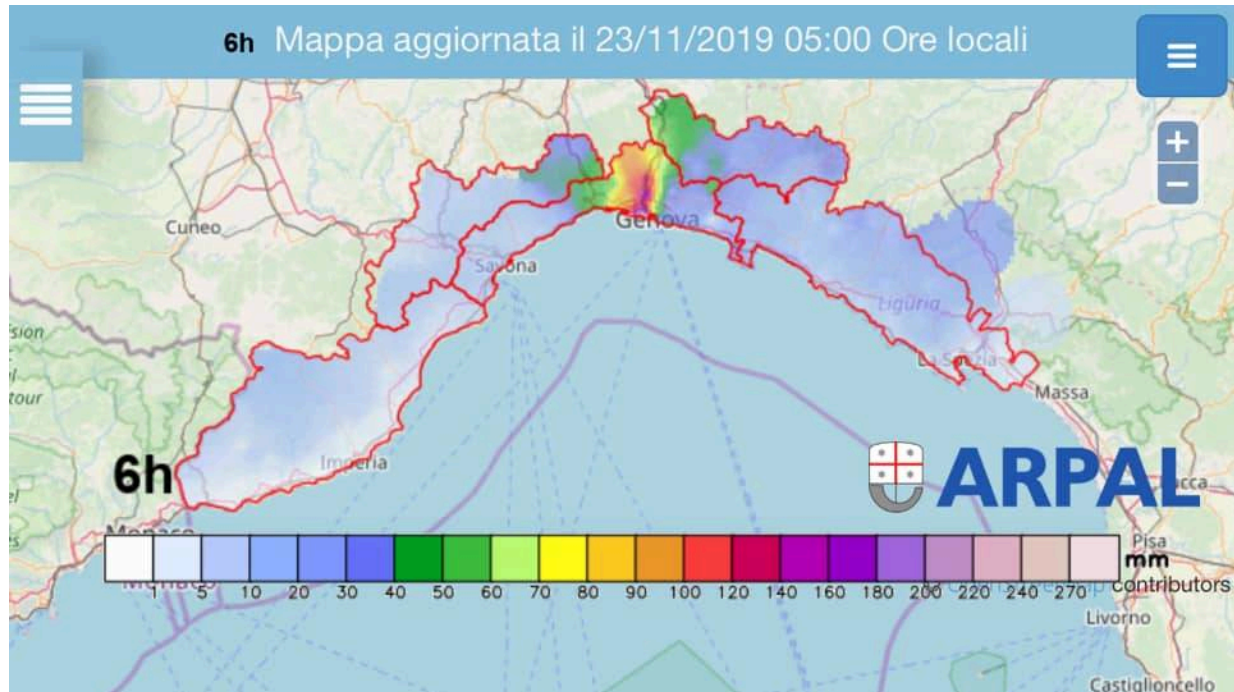 6h Mappa aggiornata il 23/11/2019 05:00 Ore locali
+
−
Cuneo
Genova
Savona
Liguria
La Spezia
Massa
Imperia
6h
ARPAL
Monaco
Pisa
mm
Monaco
1 5 10 20 30 40 50 60 70 80 90 100 120 140 160 180 200 220 240 270
contributors
Livorno
Castiglioncello